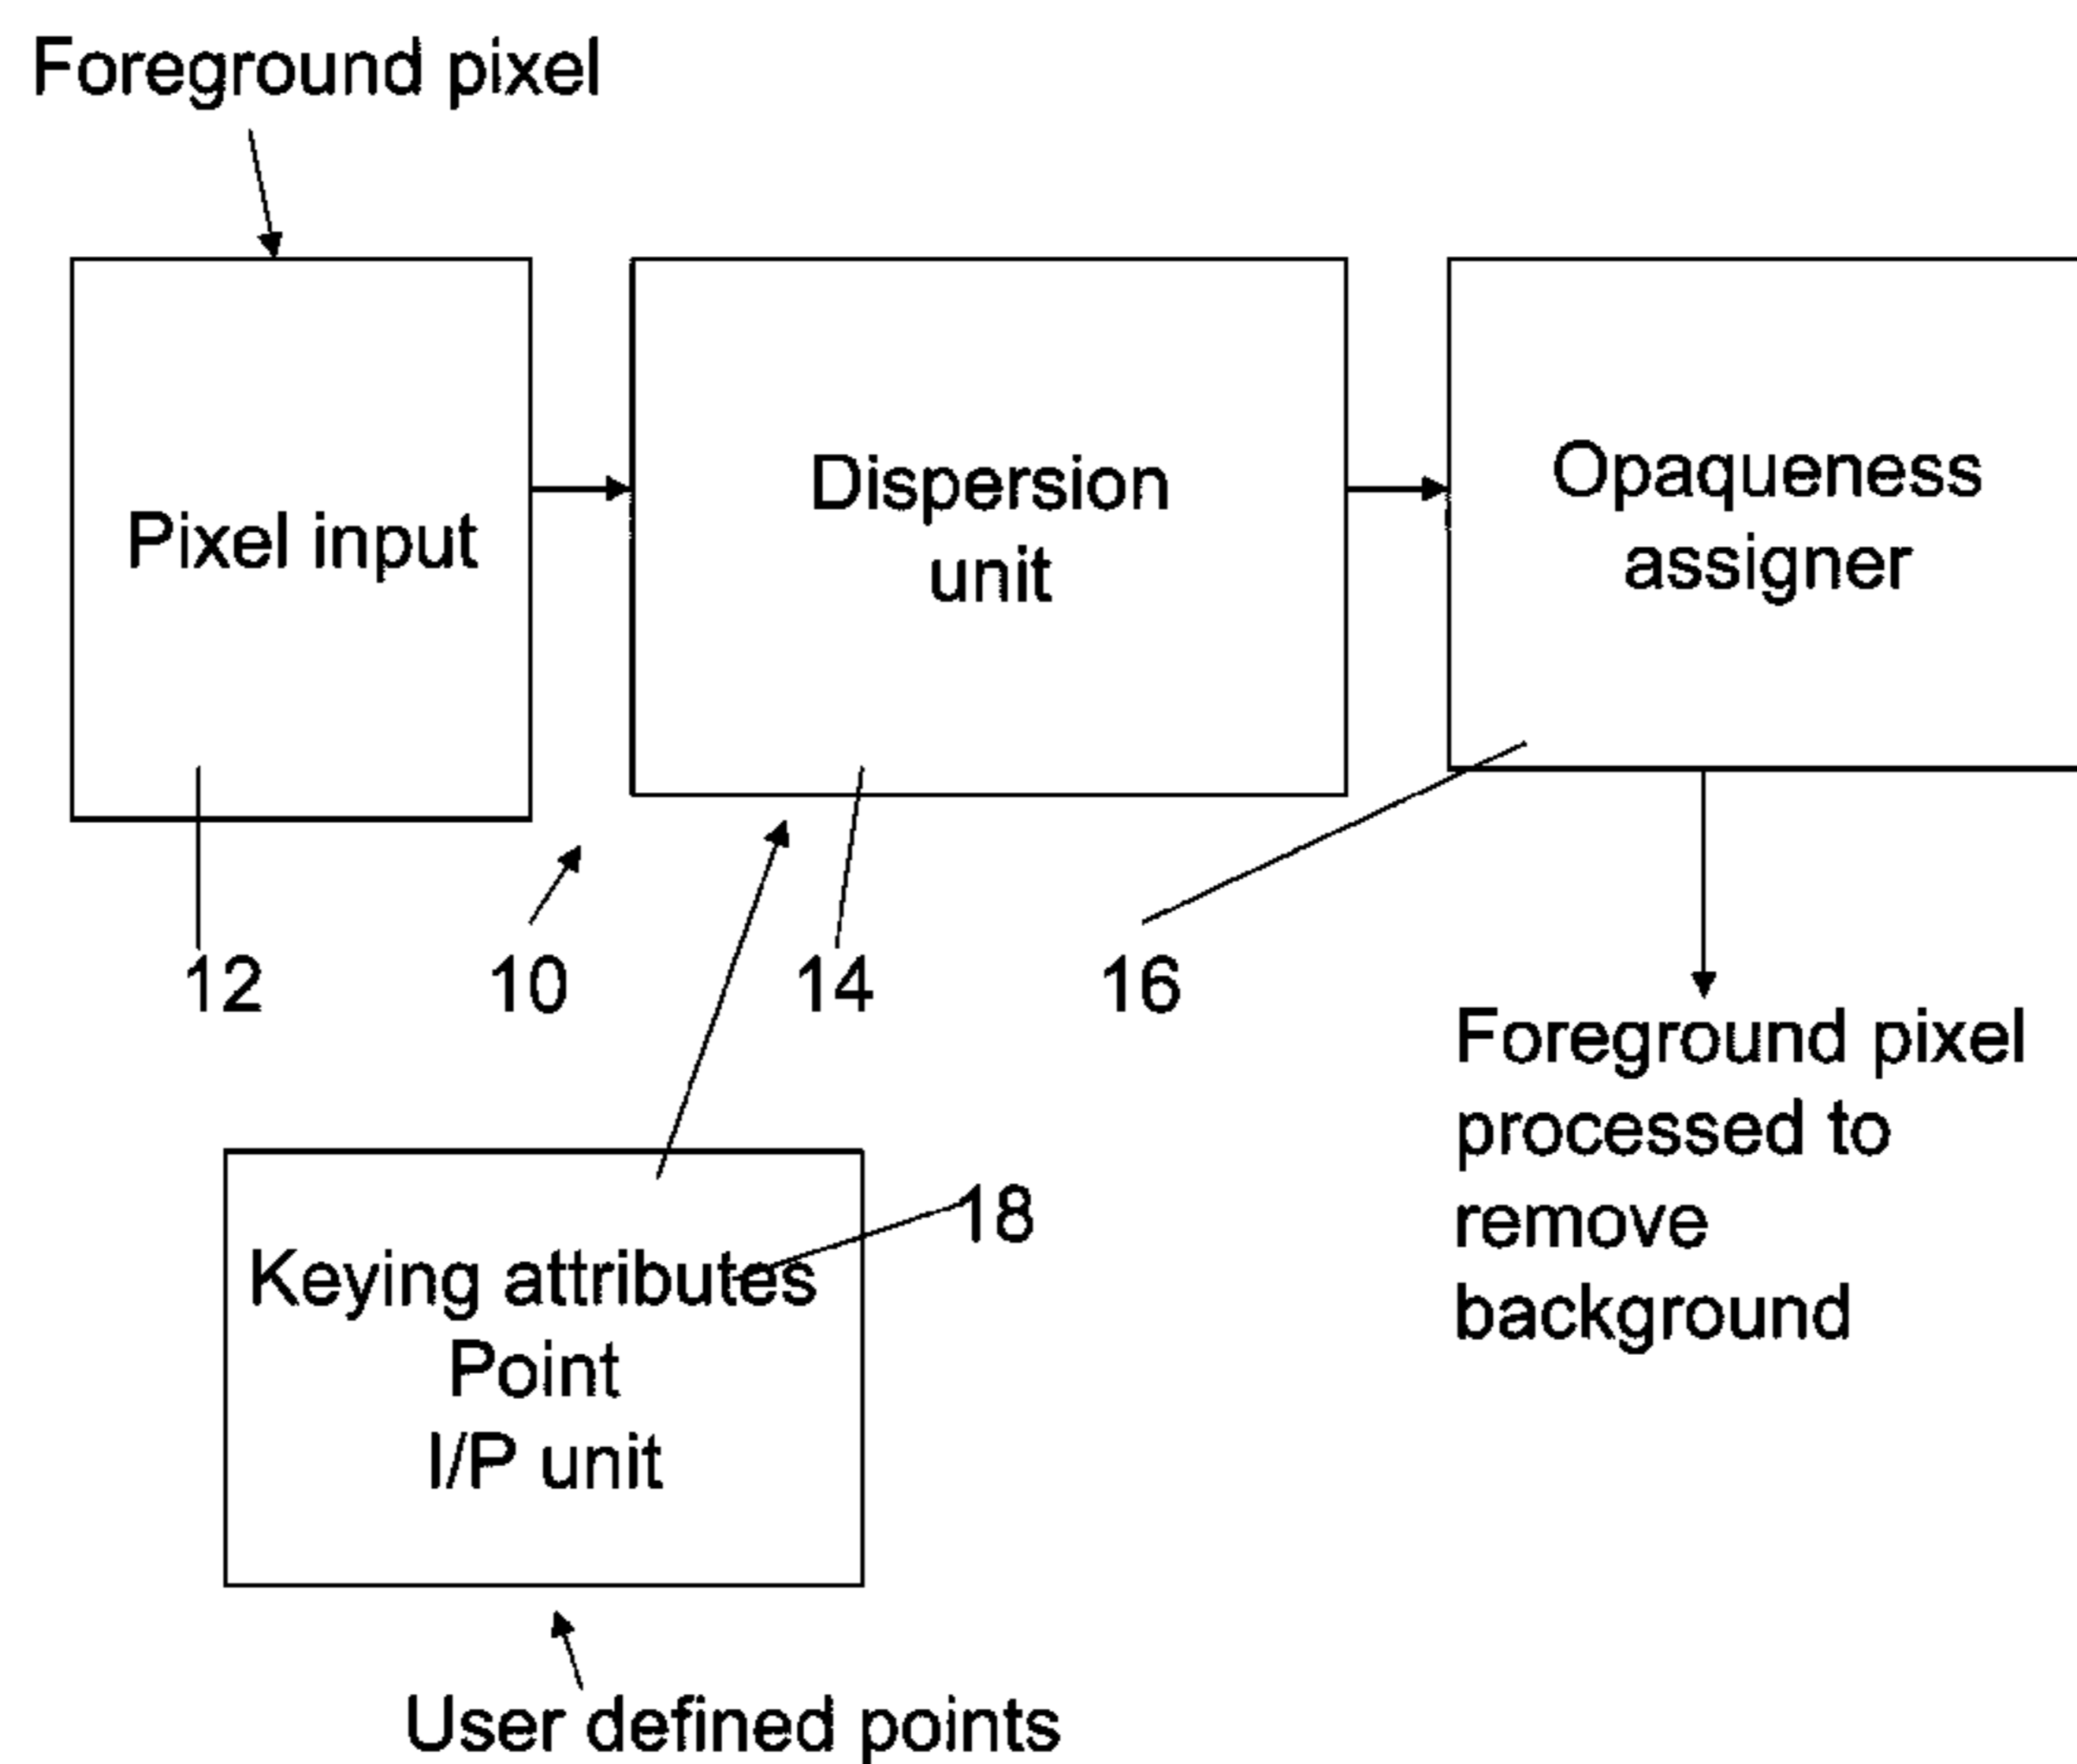 Foreground pixel
Pixel input
Dispersion
unit
Opaqueness
assigner
12
10
14
16
Foreground pixel
processed to
remove
background
18
Keying attributes
Point
I/P unit
User defined points